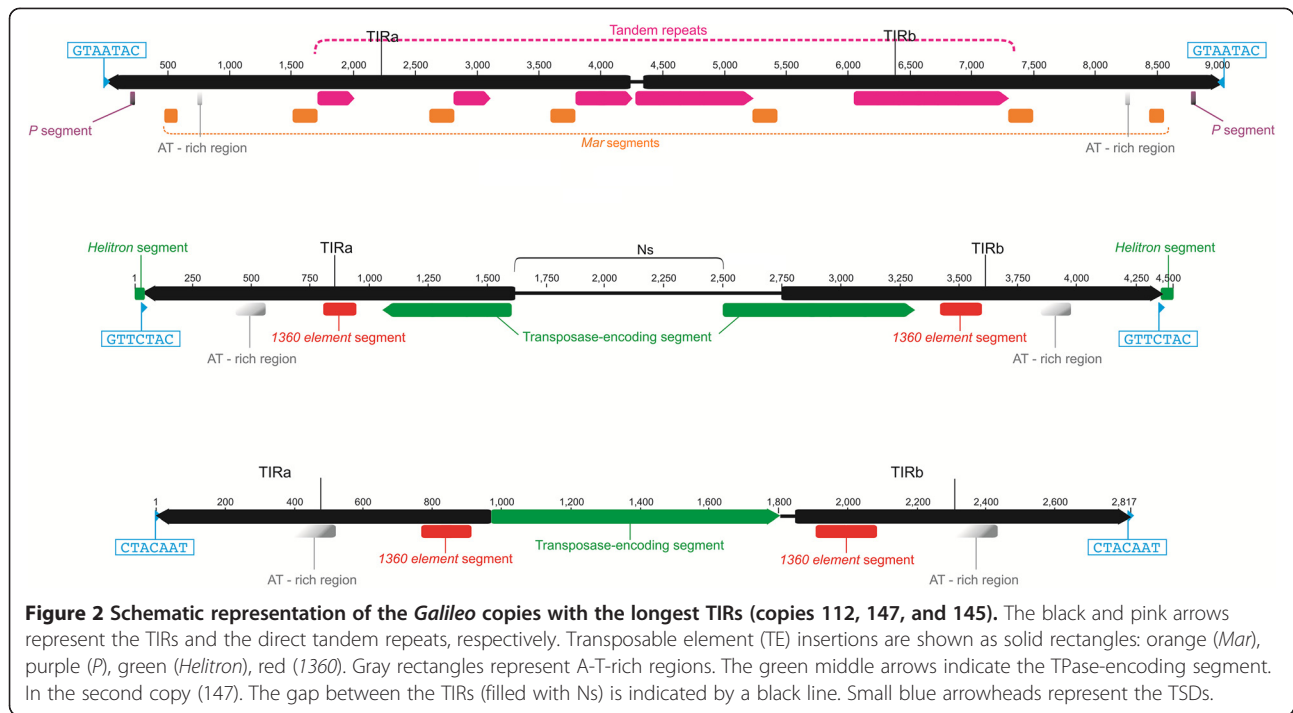 Tandem repeats
GTAATAC
TIRa
TIRb
GTAATAC
500 1,000 1,500 2,000 2,500 3,000 3,500 4,000 4,500 5,000 5,500 6,000 6,500 7,000 7,500 8,000 8,500 9,000
P segment
AT - rich region
Mar segments
AT - rich region
P segment
Helitron segment
TIRa
Ns
TIRb
Helitron segment
1 250 500 750 1,000 1,250 1,500 1,750 2,000 2,250 2,500 2,750 3,000 3,250 3,500 3,750 4,000 4,250 4,500
GTTCTAC
AT - rich region
1360 element segment
Transposase-encoding segment
1360 element segment
AT - rich region
GTTCTAC
TIRa
TIRb
1 200 400 600 800 1,000 1,200 1,400 1,600 1,800 2,000 2,200 2,400 2,600 2,817
CTACAAT
AT - rich region
1360 element segment
Transposase-encoding segment
1360 element segment
AT - rich region
CTACAAT
Figure 2 Schematic representation of the Galileo copies with the longest TIRs (copies 112, 147, and 145). The black and pink arrows
represent the TIRs and the direct tandem repeats, respectively. Transposable element (TE) insertions are shown as solid rectangles: orange (Mar),
purple (P), green (Helitron), red (1360). Gray rectangles represent A-T-rich regions. The green middle arrows indicate the TPase-encoding segment.
In the second copy (147). The gap between the TIRs (filled with Ns) is indicated by a black line. Small blue arrowheads represent the TSDs.